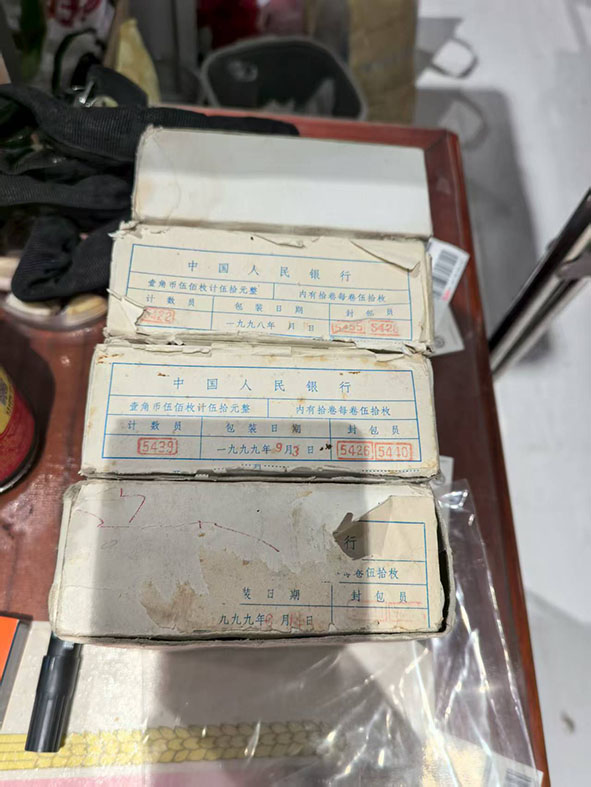 中国人民银行
壹角币伍佰枚计伍拾元整 内有拾卷每卷伍拾枚
计数员 包装日期 封包员
5422 一九九八年 月 日 5425 5426
中国人民银行
壹角币伍佰枚计伍拾元整 内有拾卷每卷伍拾枚
计数员 包装日期 封包员
5439 一九九九年9月3日 5426 5440
行
卷伍拾枚
装日期 封包员
九九九年 月 日